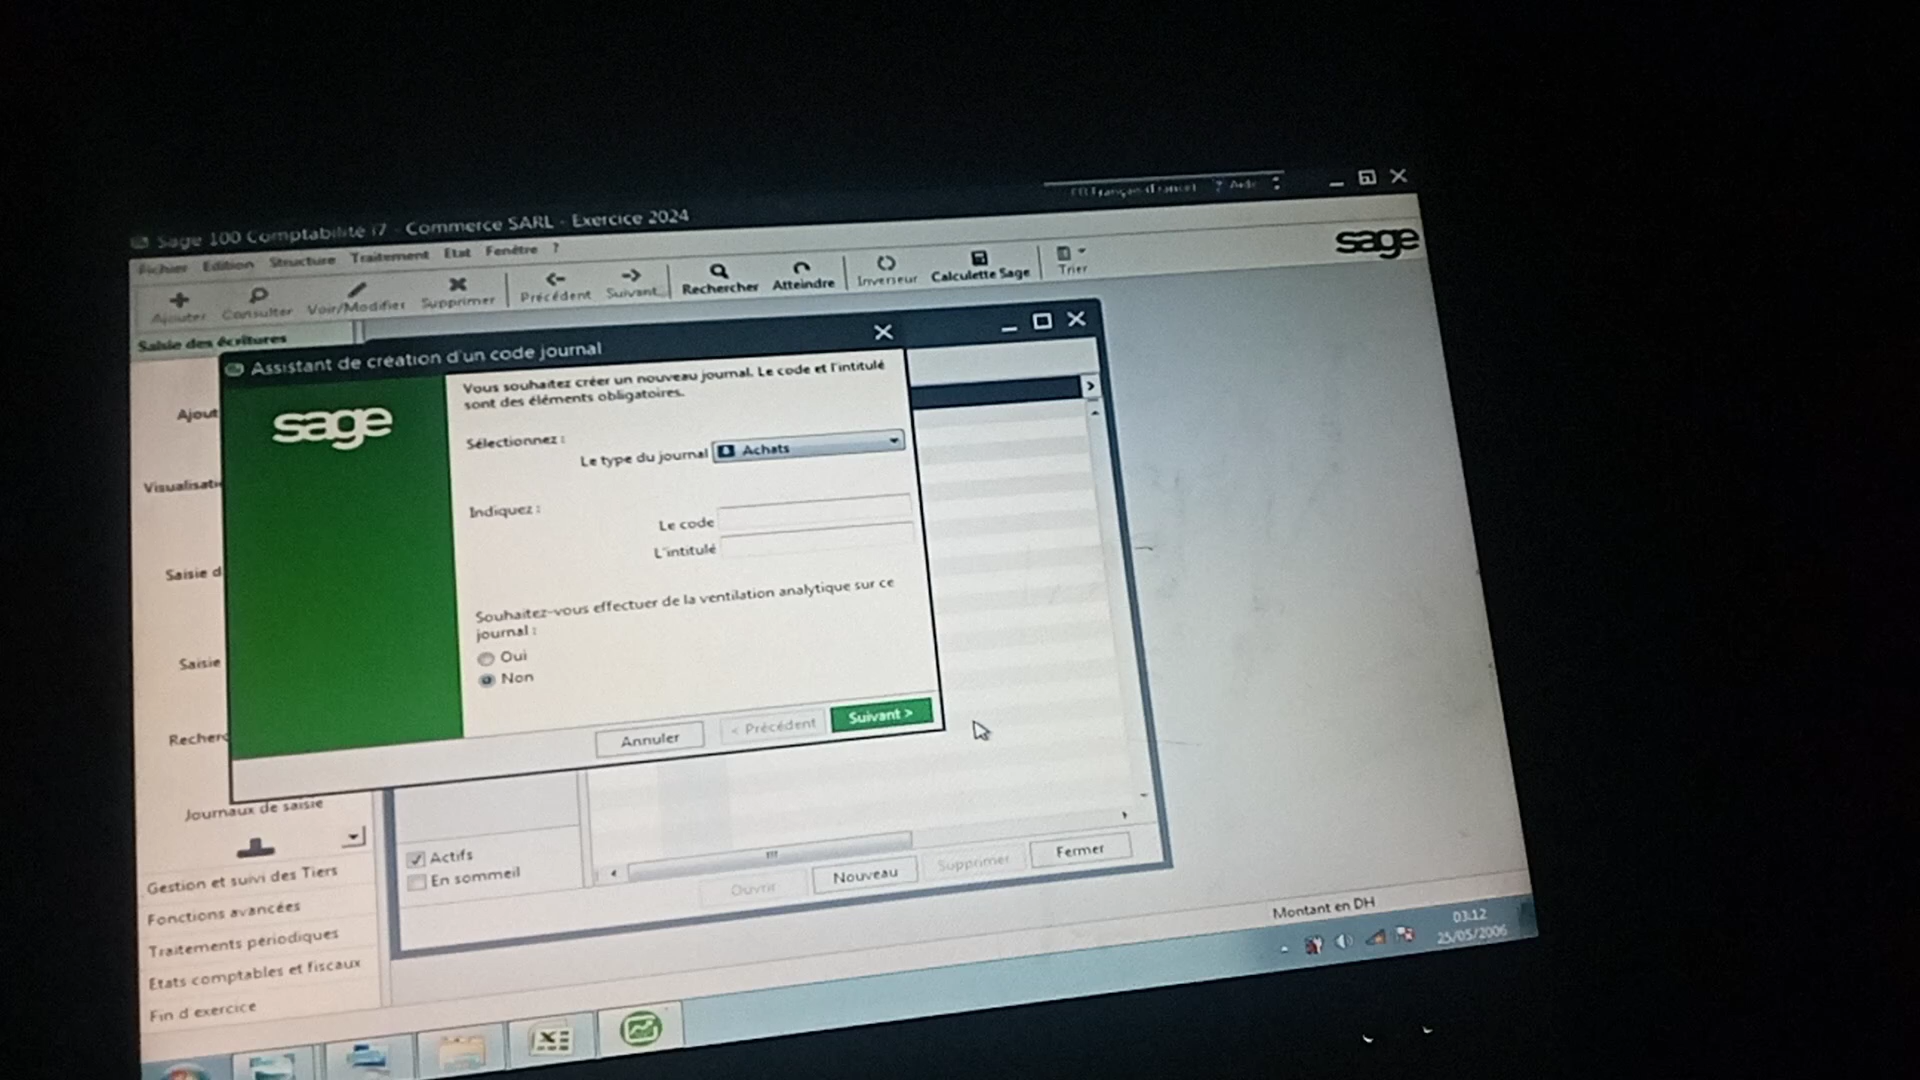 Sage 100 Comptabilité i7 - Commerce SARL - Exercice 2024
Fichier Edition Structure Traitement Etat Fenêtre ?
sage
Ajouter Consulter Voir/Modifier Supprimer Précédent Suivant Rechercher Atteindre Inverseur Calculette Sage Trier
Saisie des écritures
Assistant de création d'un code journal
sage
Vous souhaitez créer un nouveau journal. Le code et l'intitulé
sont des éléments obligatoires.
Sélectionnez :
Le type du journal Achats
Indiquez :
Le code
L'intitulé
Souhaitez-vous effectuer de la ventilation analytique sur ce
journal :
Oui
Non
Annuler < Précédent Suivant >
Ajout
Visualisati
Saisie d
Saisie
Recherc
Journaux de saisie
Gestion et suivi des Tiers
Fonctions avancées
Traitements périodiques
Etats comptables et fiscaux
Fin d'exercice
Actifs
En sommeil
Ouvrir Nouveau Supprimer Fermer
Montant en DH
03:12
25/05/2006